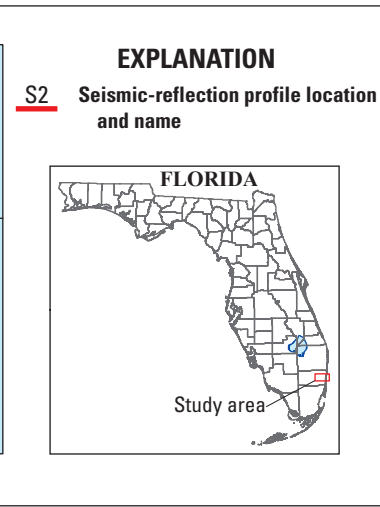 EXPLANATION
S2 Seismic-reflection profile location
and name
FLORIDA
Study area